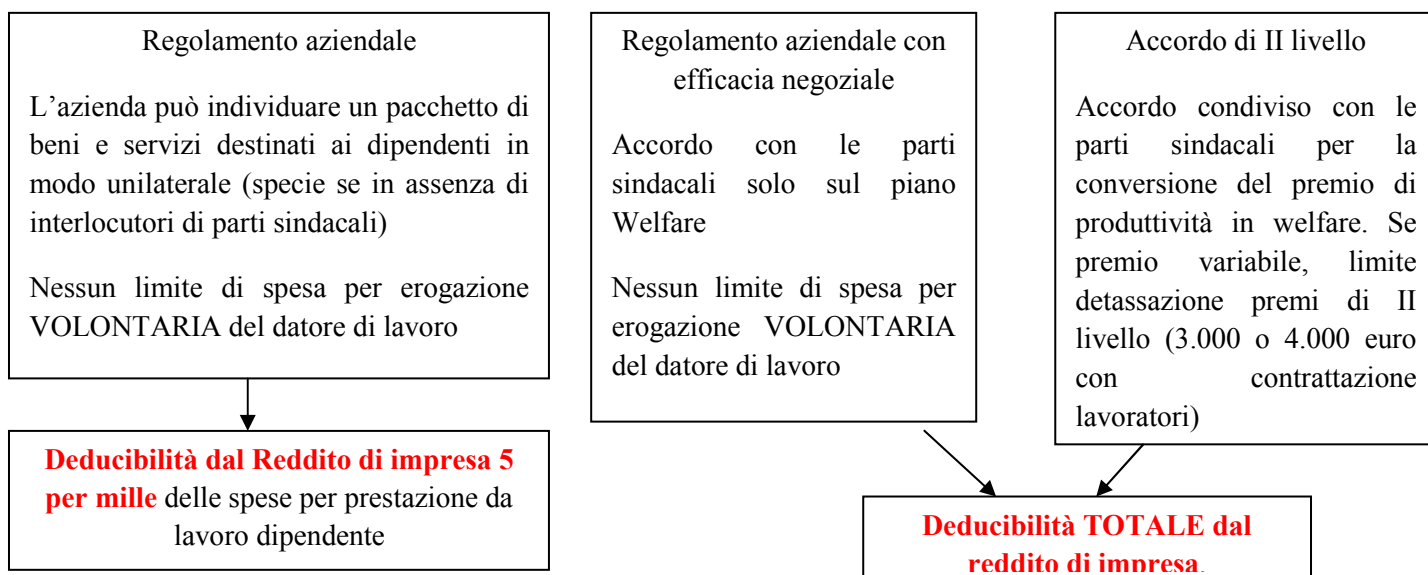 Regolamento aziendale
L’azienda può individuare un pacchetto di
beni e servizi destinati ai dipendenti in
modo unilaterale (specie se in assenza di
interlocutori di parti sindacali)
Nessun limite di spesa per erogazione
VOLONTARIA del datore di lavoro
Deducibilità dal Reddito di impresa 5
per mille delle spese per prestazione da
lavoro dipendente
Regolamento aziendale con
efficacia negoziale
Accordo con le parti
sindacali solo sul piano
Welfare
Nessun limite di spesa per
erogazione VOLONTARIA
del datore di lavoro
Accordo di II livello
Accordo condiviso con le
parti sindacali per la
conversione del premio di
produttività in welfare. Se
premio variabile, limite
detassazione premi di II
livello (3.000 o 4.000 euro
con contrattazione
lavoratori)
Deducibilità TOTALE dal
reddito di impresa.